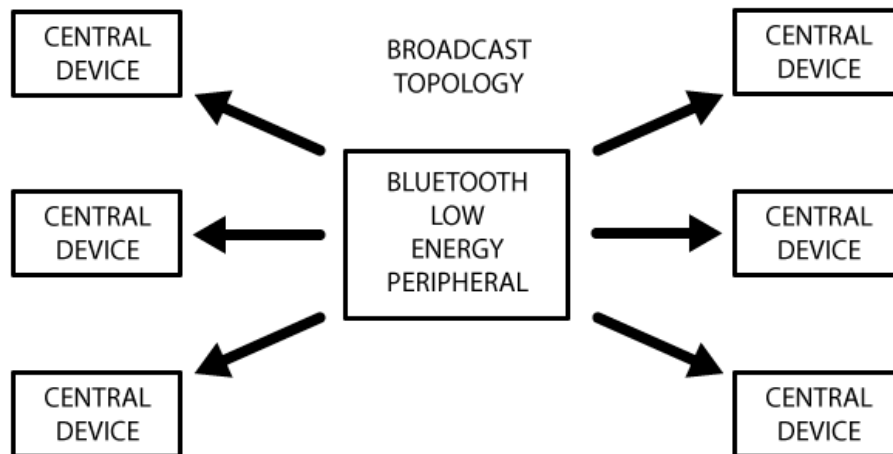 CENTRAL
DEVICE
BROADCAST
TOPOLOGY
CENTRAL
DEVICE
CENTRAL
DEVICE
BLUETOOTH
LOW
ENERGY
PERIPHERAL
CENTRAL
DEVICE
CENTRAL
DEVICE
CENTRAL
DEVICE